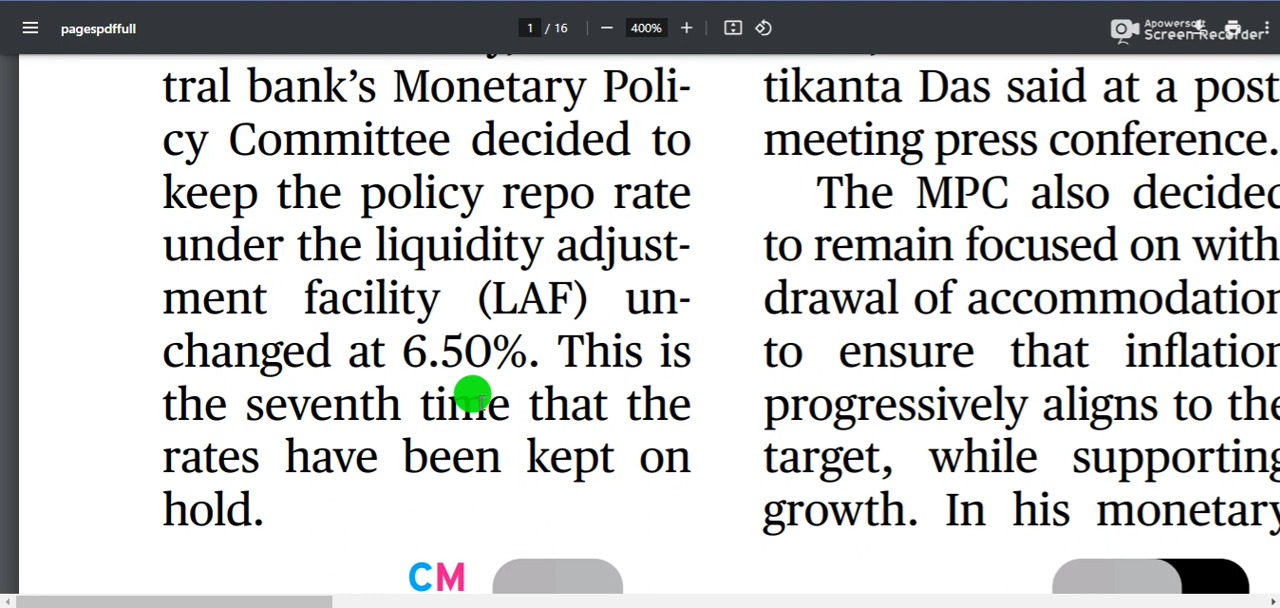 pagespdffull
1 / 16
400%
Apowersoft
Screen Recorder
tral bank’s Monetary Poli-
cy Committee decided to
keep the policy repo rate
under the liquidity adjust-
ment facility (LAF) un-
changed at 6.50%. This is
the seventh time that the
rates have been kept on
hold.
CM
tikanta Das said at a post
meeting press conference.
The MPC also decided
to remain focused on with
drawal of accommodation
to ensure that inflation
progressively aligns to the
target, while supporting
growth. In his monetary